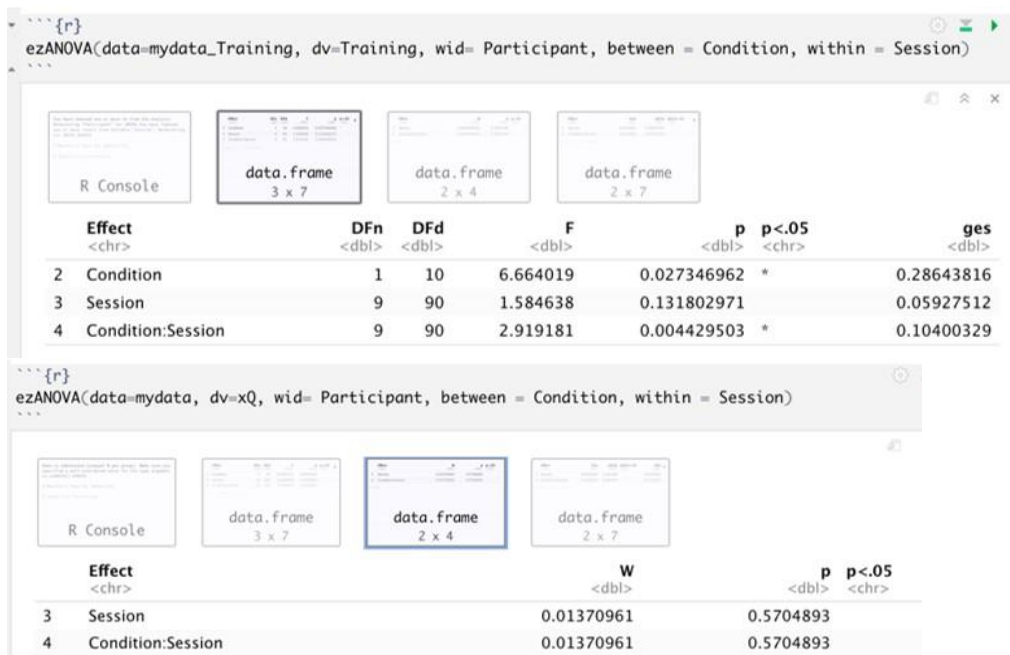 ```{r}
ezANOVA(data=mydata_Training, dv=Training, wid= Participant, between = Condition, within = Session)
```
R Console
data.frame
3 x 7
data.frame
2 x 4
data.frame
2 x 7
Effect DFn DFd F p p<.05 ges
<chr> <dbl> <dbl> <dbl> <dbl> <chr> <dbl>
2 Condition 1 10 6.664019 0.027346962 * 0.28643816
3 Session 9 90 1.584638 0.131802971 0.05927512
4 Condition:Session 9 90 2.919181 0.004429503 * 0.10400329
```{r}
ezANOVA(data=mydata, dv=xQ, wid= Participant, between = Condition, within = Session)
```
R Console
data.frame
3 x 7
data.frame
2 x 4
data.frame
2 x 7
Effect W p p<.05
<chr> <dbl> <dbl> <chr>
3 Session 0.01370961 0.5704893
4 Condition:Session 0.01370961 0.5704893